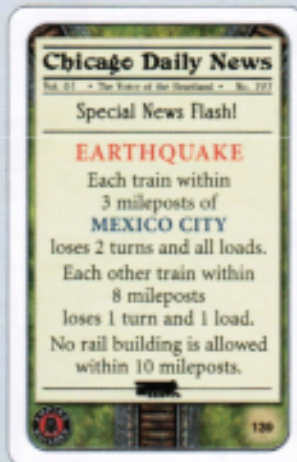 Chicago Daily News
The Voice of the Heartland
Special News Flash!
EARTHQUAKE
Each train within
3 mileposts of
MEXICO CITY
loses 2 turns and all loads.
Each other train within
8 mileposts
loses 1 turn and 1 load.
No rail building is allowed
within 10 mileposts.
139